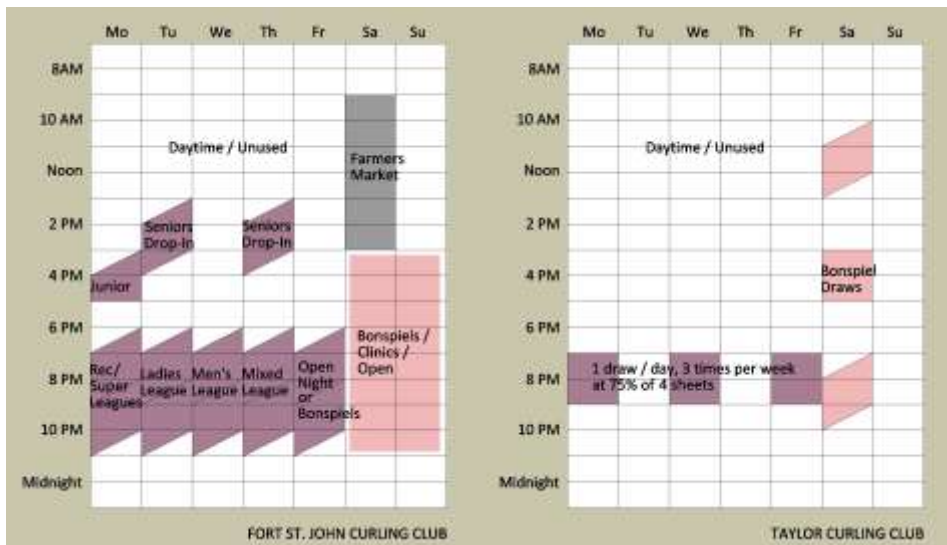 Mo Tu We Th Fr Sa Su
8AM
10 AM
Noon
2 PM
4 PM
6 PM
8 PM
10 PM
Midnight
Daytime / Unused
Farmers
Market
Seniors
Drop-In
Seniors
Drop-In
Junior
Rec/
Super
Leagues
Ladies
League
Men's
League
Mixed
League
Open
Night
or
Bonspiels
Bonspiels /
Clinics /
Open
FORT ST. JOHN CURLING CLUB
Mo Tu We Th Fr Sa Su
8AM
10 AM
Noon
2 PM
4 PM
6 PM
8 PM
10 PM
Midnight
Daytime / Unused
Bonspiel
Draws
1 draw / day, 3 times per week
at 75% of 4 sheets
TAYLOR CURLING CLUB